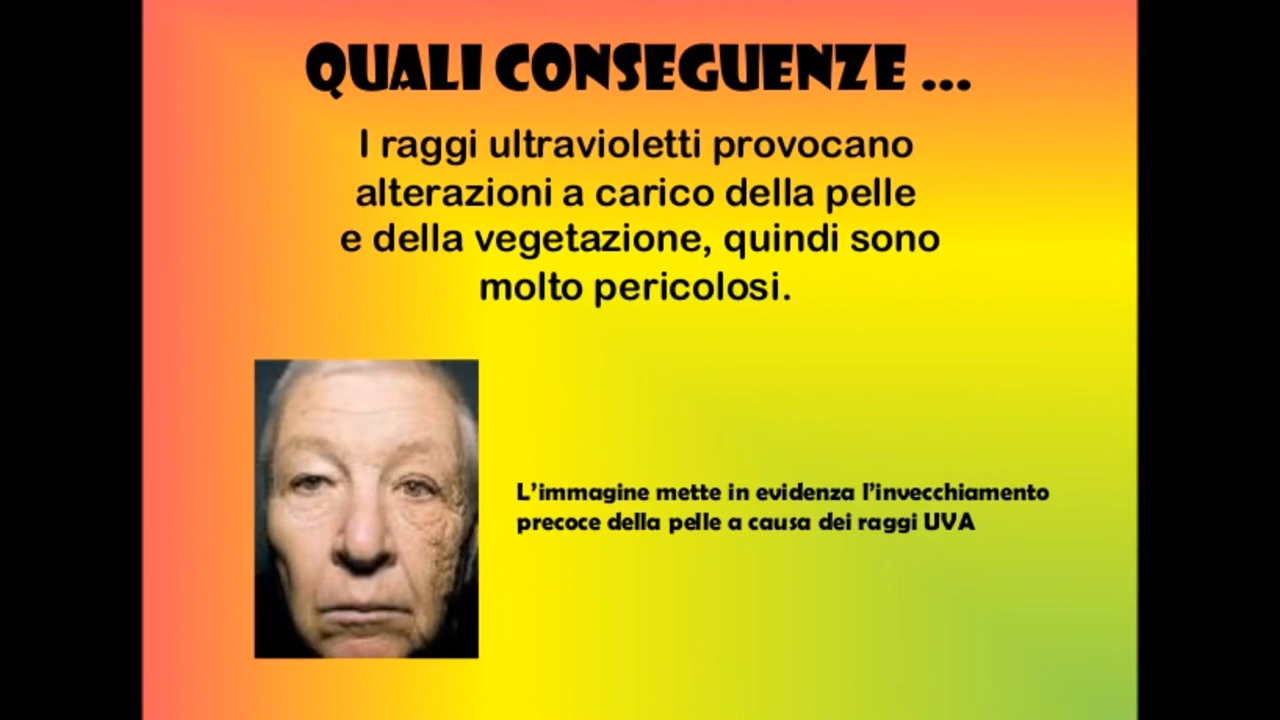 QUALI CONSEGUENZE ...
I raggi ultravioletti provocano
alterazioni a carico della pelle
e della vegetazione, quindi sono
molto pericolosi.
L'immagine mette in evidenza l'invecchiamento
precoce della pelle a causa dei raggi UVA